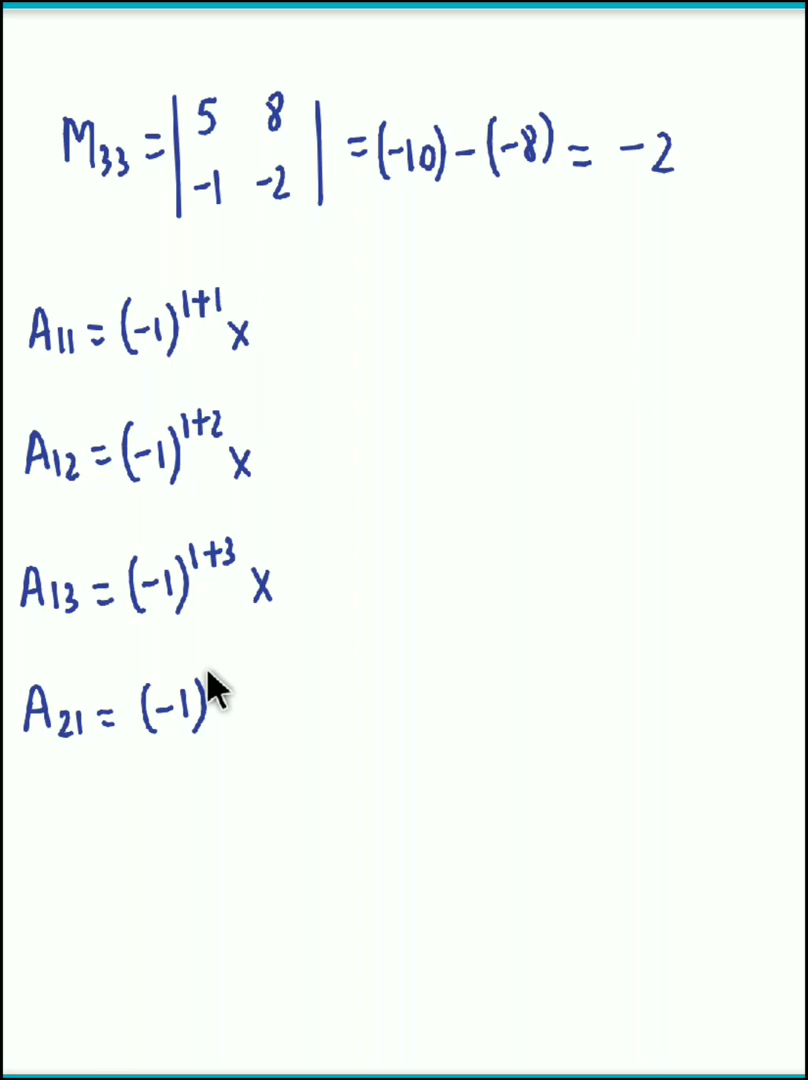 M₃₃ = | 5 8 | = (-10) - (-8) = -2
| -1 -2 |
A₁₁ = (-1)¹⁺¹ x
A₁₂ = (-1)¹⁺² x
A₁₃ = (-1)¹⁺³ x
A₂₁ = (-1)